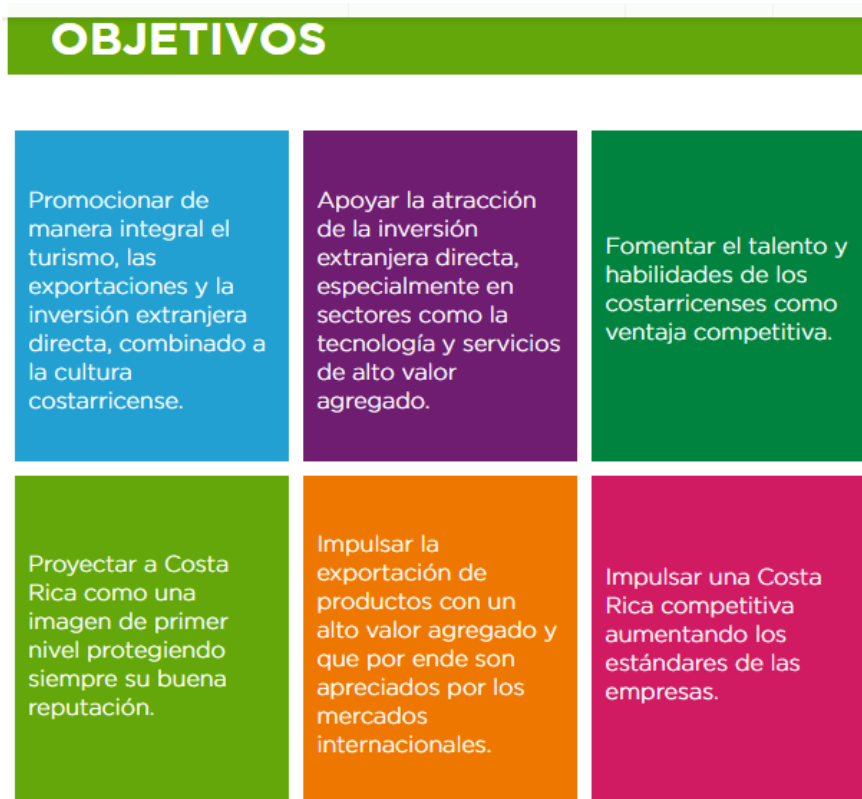 OBJETIVOS
Promocionar de
manera integral el
turismo, las
exportaciones y la
inversión extranjera
directa, combinado a
la cultura
costarricense.
Apoyar la atracción
de la inversión
extranjera directa,
especialmente en
sectores como la
tecnología y servicios
de alto valor
agregado.
Fomentar el talento y
habilidades de los
costarricenses como
ventaja competitiva.
Proyectar a Costa
Rica como una
imagen de primer
nivel protegiendo
siempre su buena
reputación.
Impulsar la
exportación de
productos con un
alto valor agregado y
que por ende son
apreciados por los
mercados
internacionales.
Impulsar una Costa
Rica competitiva
aumentando los
estándares de las
empresas.